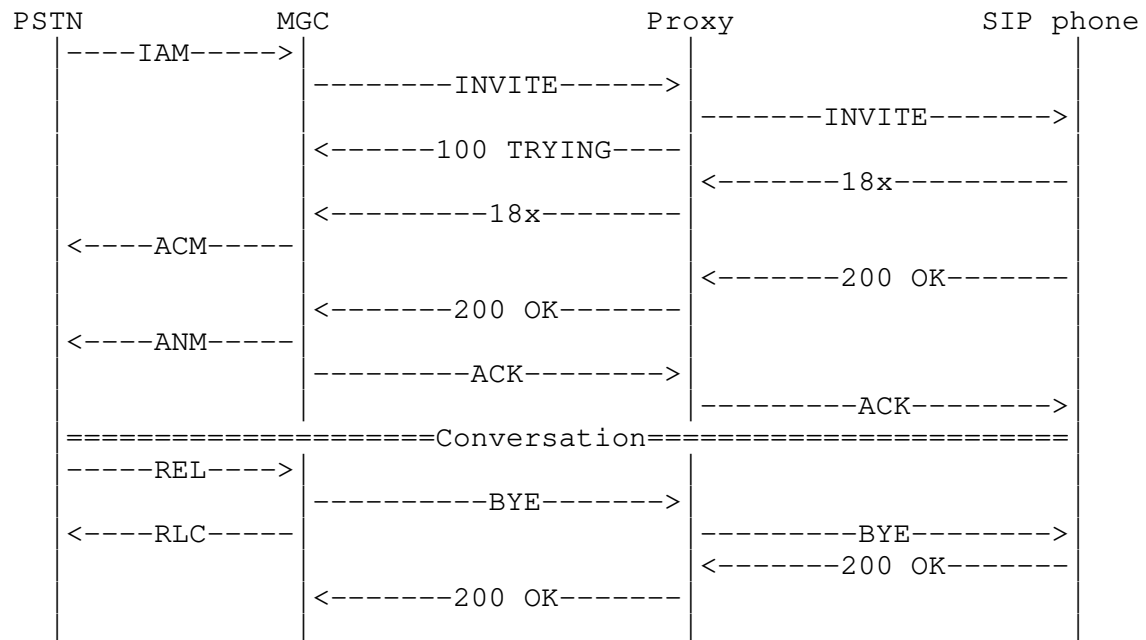 PSTN MGC Proxy SIP phone
|----IAM----->|
|--------INVITE------>|
|-------INVITE------->|
|<------100 TRYING----|
|<-------18x----------|
|<---------18x--------|
|<----ACM-----|
|<-------200 OK-------|
|<-------200 OK-------|
|<----ANM-----|
|---------ACK-------->|
|---------ACK-------->|
|=====================Conversation========================|
|-----REL---->|
|----------BYE------->|
|<----RLC-----| |---------BYE-------->|
|<-------200 OK-------|
|<-------200 OK-------|